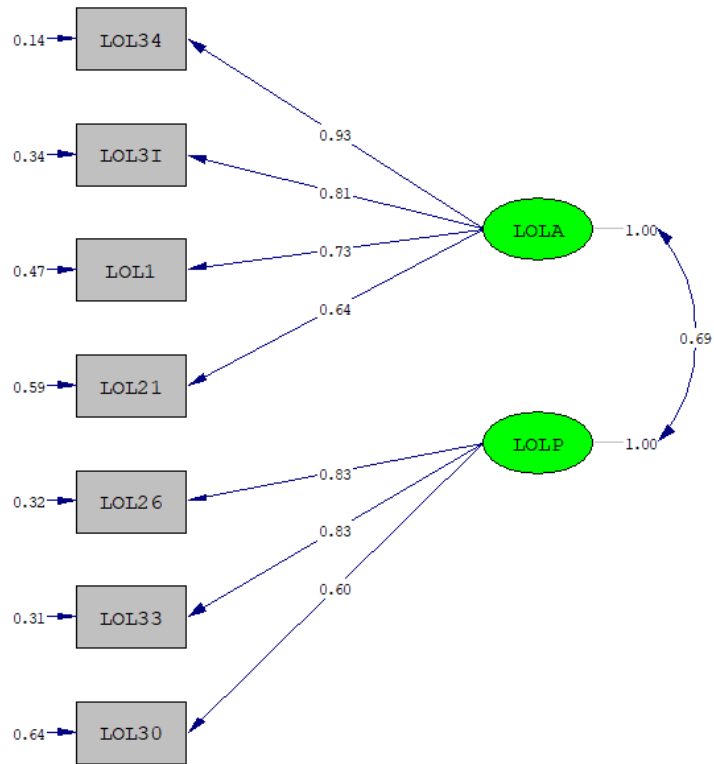 0.14 LOL34
0.93
0.34 LOL3I
0.81
LOLA 1.00
0.73
0.47 LOL1
0.64
0.69
0.59 LOL21
LOLP 1.00
0.83
0.32 LOL26
0.83
0.60
0.31 LOL33
0.64 LOL30